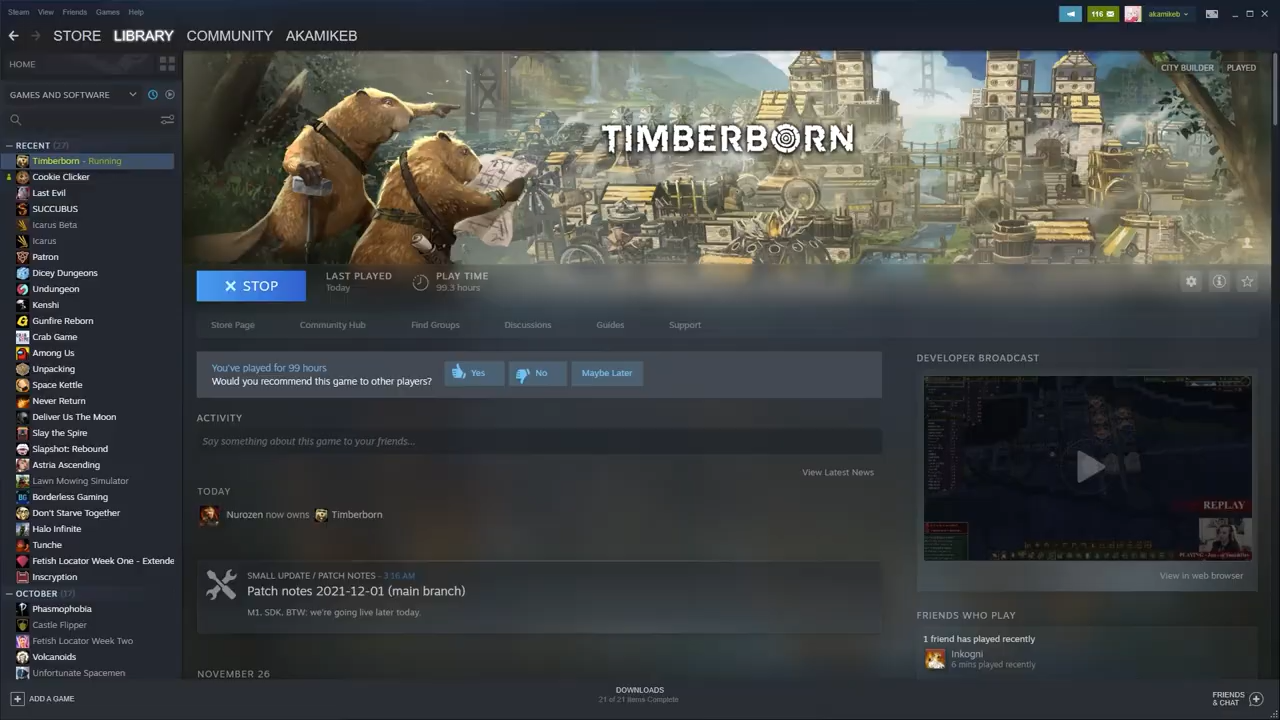 Steam View Friends Games Help
116
akamikeb
STORE LIBRARY COMMUNITY AKAMIKEB
HOME
GAMES AND SOFTWARE
RECENT (27)
Timberborn - Running
Cookie Clicker
Last Evil
SUCCUBUS
Icarus Beta
Icarus
Patron
Dicey Dungeons
Undungeon
Kenshi
Gunfire Reborn
Crab Game
Among Us
Unpacking
Space Kettle
Never Return
Deliver Us The Moon
Slay the Spire
Slapshot: Rebound
Astria Ascending
Lawn Mowing Simulator
Borderless Gaming
Don't Starve Together
Halo Infinite
Tunche
Fetish Locator Week One - Extende
Inscryption
OCTOBER (17)
Phasmophobia
Castle Flipper
Fetish Locator Week Two
Volcanoids
Unfortunate Spacemen
ADD A GAME
CITY BUILDER PLAYED
TIMBERBORN
STOP
LAST PLAYED
Today
PLAY TIME
99.3 hours
Store Page Community Hub Find Groups Discussions Guides Support
You've played for 99 hours
Would you recommend this game to other players?
Yes No Maybe Later
ACTIVITY
Say something about this game to your friends...
View Latest News
TODAY
Nurozen now owns Timberborn
SMALL UPDATE / PATCH NOTES - 3:16 AM
Patch notes 2021-12-01 (main branch)
M1, SDK, BTW: we're going live later today.
NOVEMBER 26
DEVELOPER BROADCAST
REPLAY
View in web browser
FRIENDS WHO PLAY
1 friend has played recently
Inkogni
6 mins played recently
DOWNLOADS
21 of 21 Items Complete
FRIENDS
& CHAT